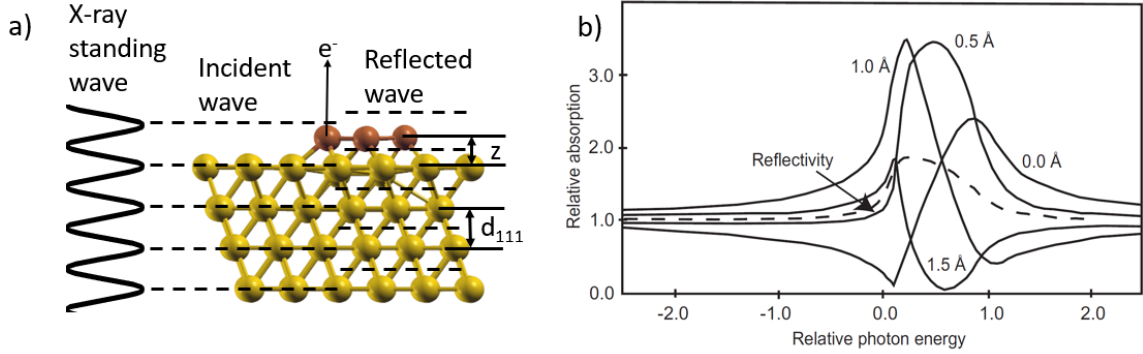 a)
X-ray
standing
wave
Incident
wave
e-
Reflected
wave
z
d111
b)
Relative absorption
3.0
2.0
1.0
0.0
1.0 Å
0.5 Å
0.0 Å
1.5 Å
Reflectivity
-2.0
-1.0
0.0
1.0
2.0
Relative photon energy